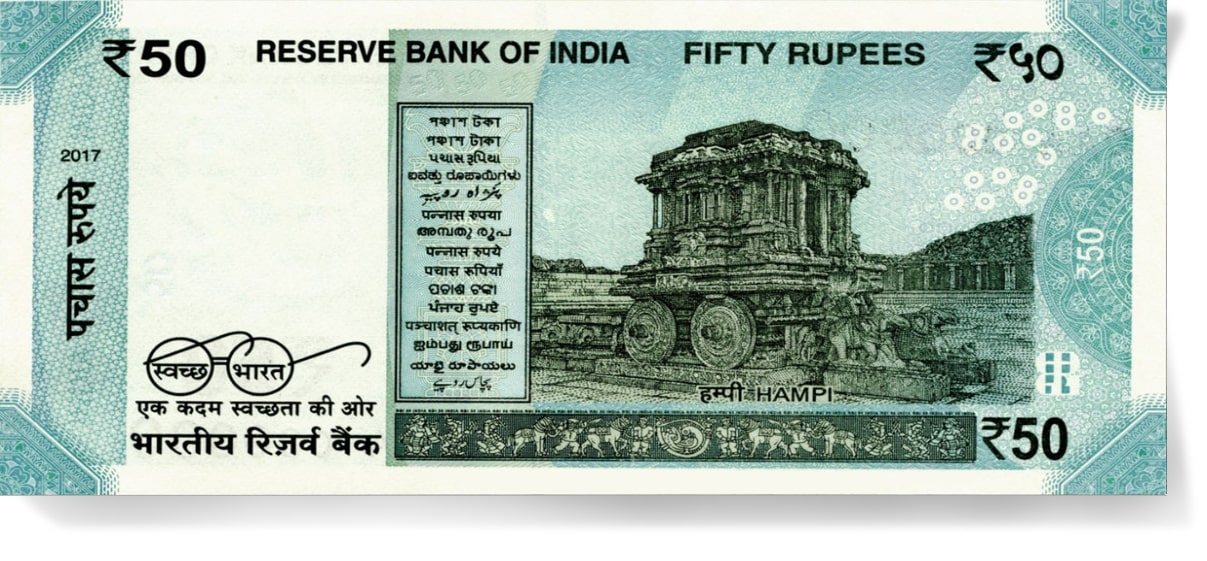 ₹50 RESERVE BANK OF INDIA FIFTY RUPEES ₹५०
2017
पचास रुपये
পঞ্চাশ টকা
পঞ্চাশ টাকা
પચાસ રૂપિયા
ಐವತ್ತು ರೂಪಾಯಿಗಳು
پنژاہ روپیہ
पन्नास रुपया
അമ്പതു രൂപ
पन्नास रुपये
पचास रूपियाँ
ପଚାଶ ଟଙ୍କା
ਪੰਜਾਹ ਰੁਪਏ
पञ्चाशत् रूप्यकाणि
ஐம்பது ரூபாய்
యాభై రూపాయలు
پچاس روپے
₹50
स्वच्छ भारत
एक कदम स्वच्छता की ओर
भारतीय रिज़र्व बैंक
हम्पी HAMPI
₹50